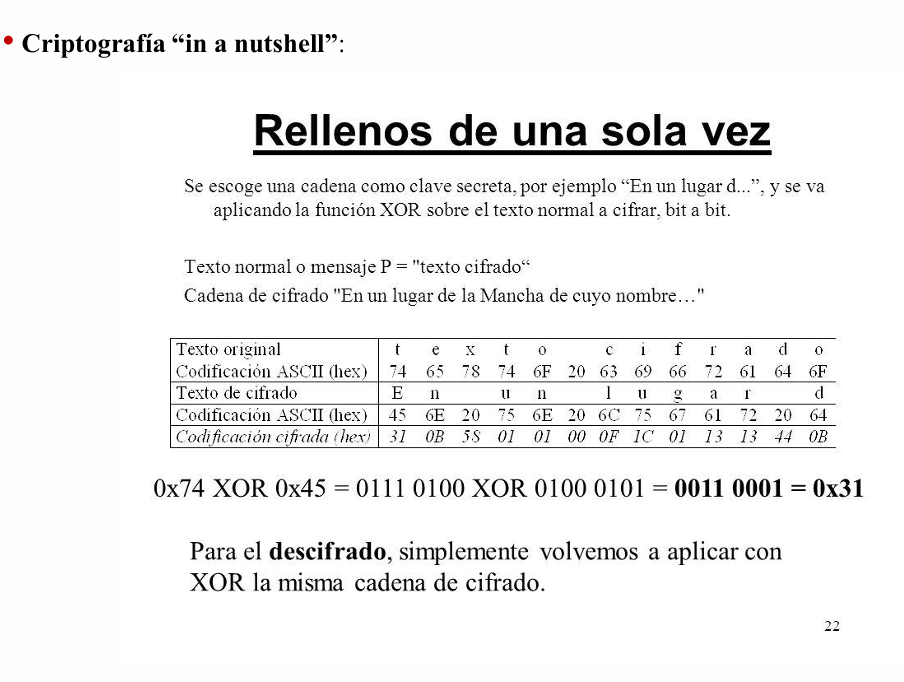 • Criptografía “in a nutshell”:
Rellenos de una sola vez
Se escoge una cadena como clave secreta, por ejemplo “En un lugar d...”, y se va
aplicando la función XOR sobre el texto normal a cifrar, bit a bit.
Texto normal o mensaje P = "texto cifrado“
Cadena de cifrado "En un lugar de la Mancha de cuyo nombre…"
Texto original t e x t o c i f r a d o
Codificación ASCII (hex) 74 65 78 74 6F 20 63 69 66 72 61 64 6F
Texto de cifrado E n u n l u g a r d
Codificación ASCII (hex) 45 6E 20 75 6E 20 6C 75 67 61 72 20 64
Codificación cifrada (hex) 31 0B 58 01 01 00 0F 1C 01 13 13 44 0B
0x74 XOR 0x45 = 0111 0100 XOR 0100 0101 = 0011 0001 = 0x31
Para el descifrado, simplemente volvemos a aplicar con
XOR la misma cadena de cifrado.
22